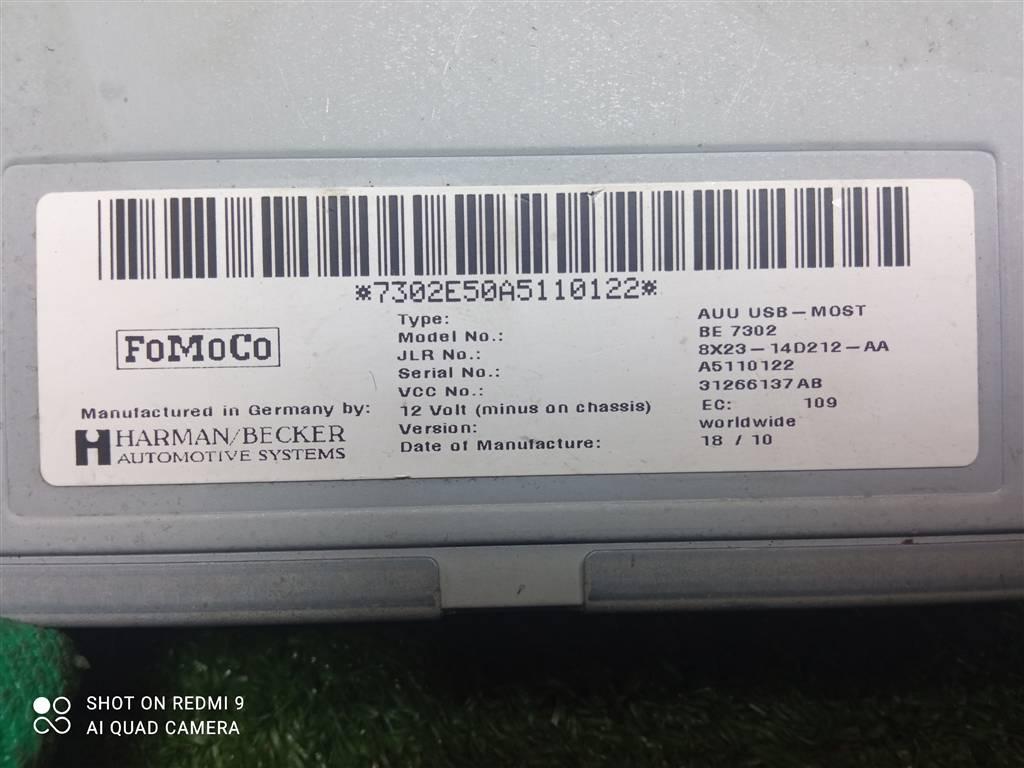 *7302E50A5110122*
FoMoCo
Manufactured in Germany by:
HARMAN/BECKER
AUTOMOTIVE SYSTEMS
Type: AUU USB-MOST
Model No.: BE 7302
JLR No.: 8X23-14D212-AA
Serial No.: A5110122
VCC No.: 31266137AB
12 Volt (minus on chassis) EC: 109
Version: worldwide
Date of Manufacture: 18 / 10
SHOT ON REDMI 9
AI QUAD CAMERA